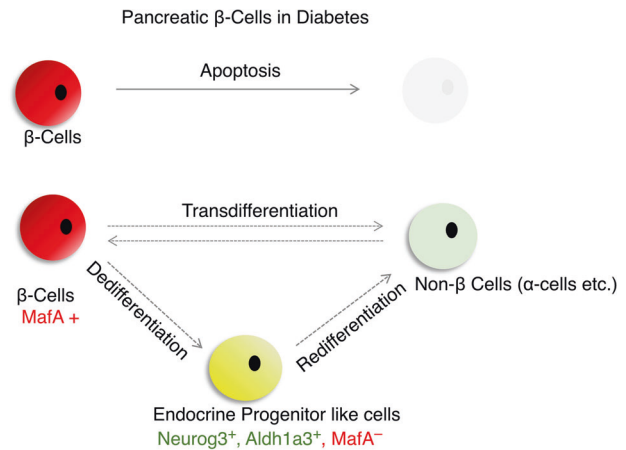 Pancreatic β-Cells in Diabetes
Apoptosis
β-Cells
Transdifferentiation
β-Cells
MafA +
Dedifferentiation
Redifferentiation
Non-β Cells (α-cells etc.)
Endocrine Progenitor like cells
Neurog3⁺, Aldh1a3⁺, MafA⁻